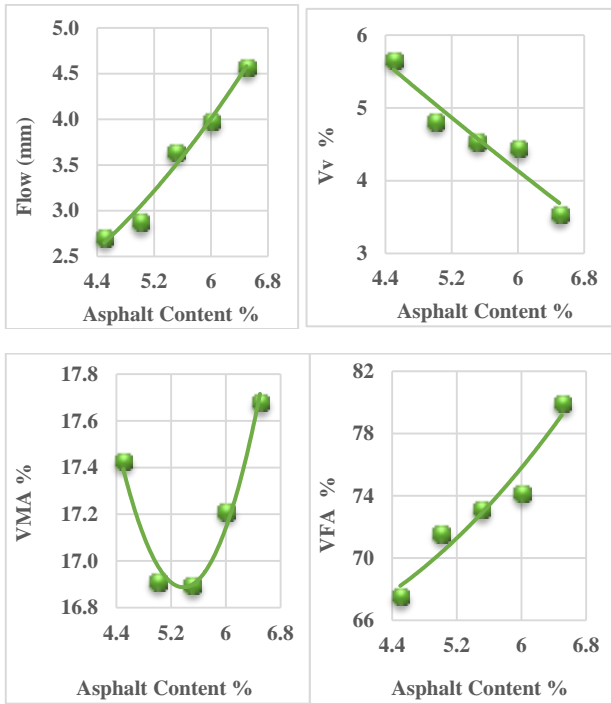 5.0
4.5
4.0
3.5
3.0
2.5
Flow (mm)
4.4 5.2 6 6.8
Asphalt Content %
6
5
4
3
Vv %
4.4 5.2 6 6.8
Asphalt Content %
17.8
17.6
17.4
17.2
17.0
16.8
VMA %
4.4 5.2 6 6.8
Asphalt Content %
82
78
74
70
66
VFA %
4.4 5.2 6 6.8
Asphalt Content %